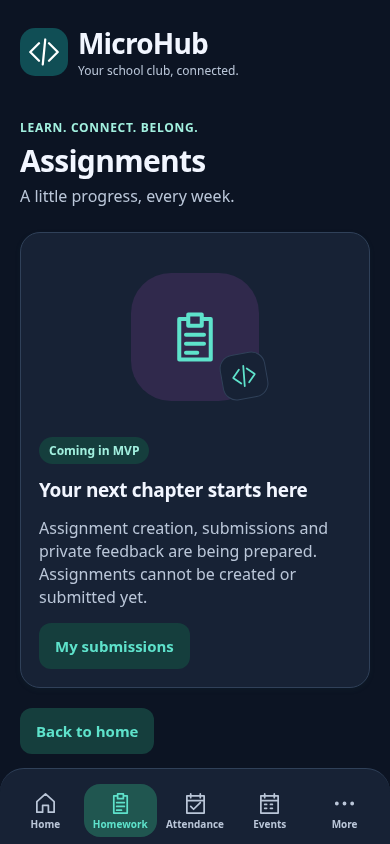 MicroHub
Your school club, connected.
LEARN. CONNECT. BELONG.
Assignments
A little progress, every week.
Coming in MVP
Your next chapter starts here
Assignment creation, submissions and
private feedback are being prepared.
Assignments cannot be created or
submitted yet.
My submissions
Back to home
Home
Homework
Attendance
Events
More